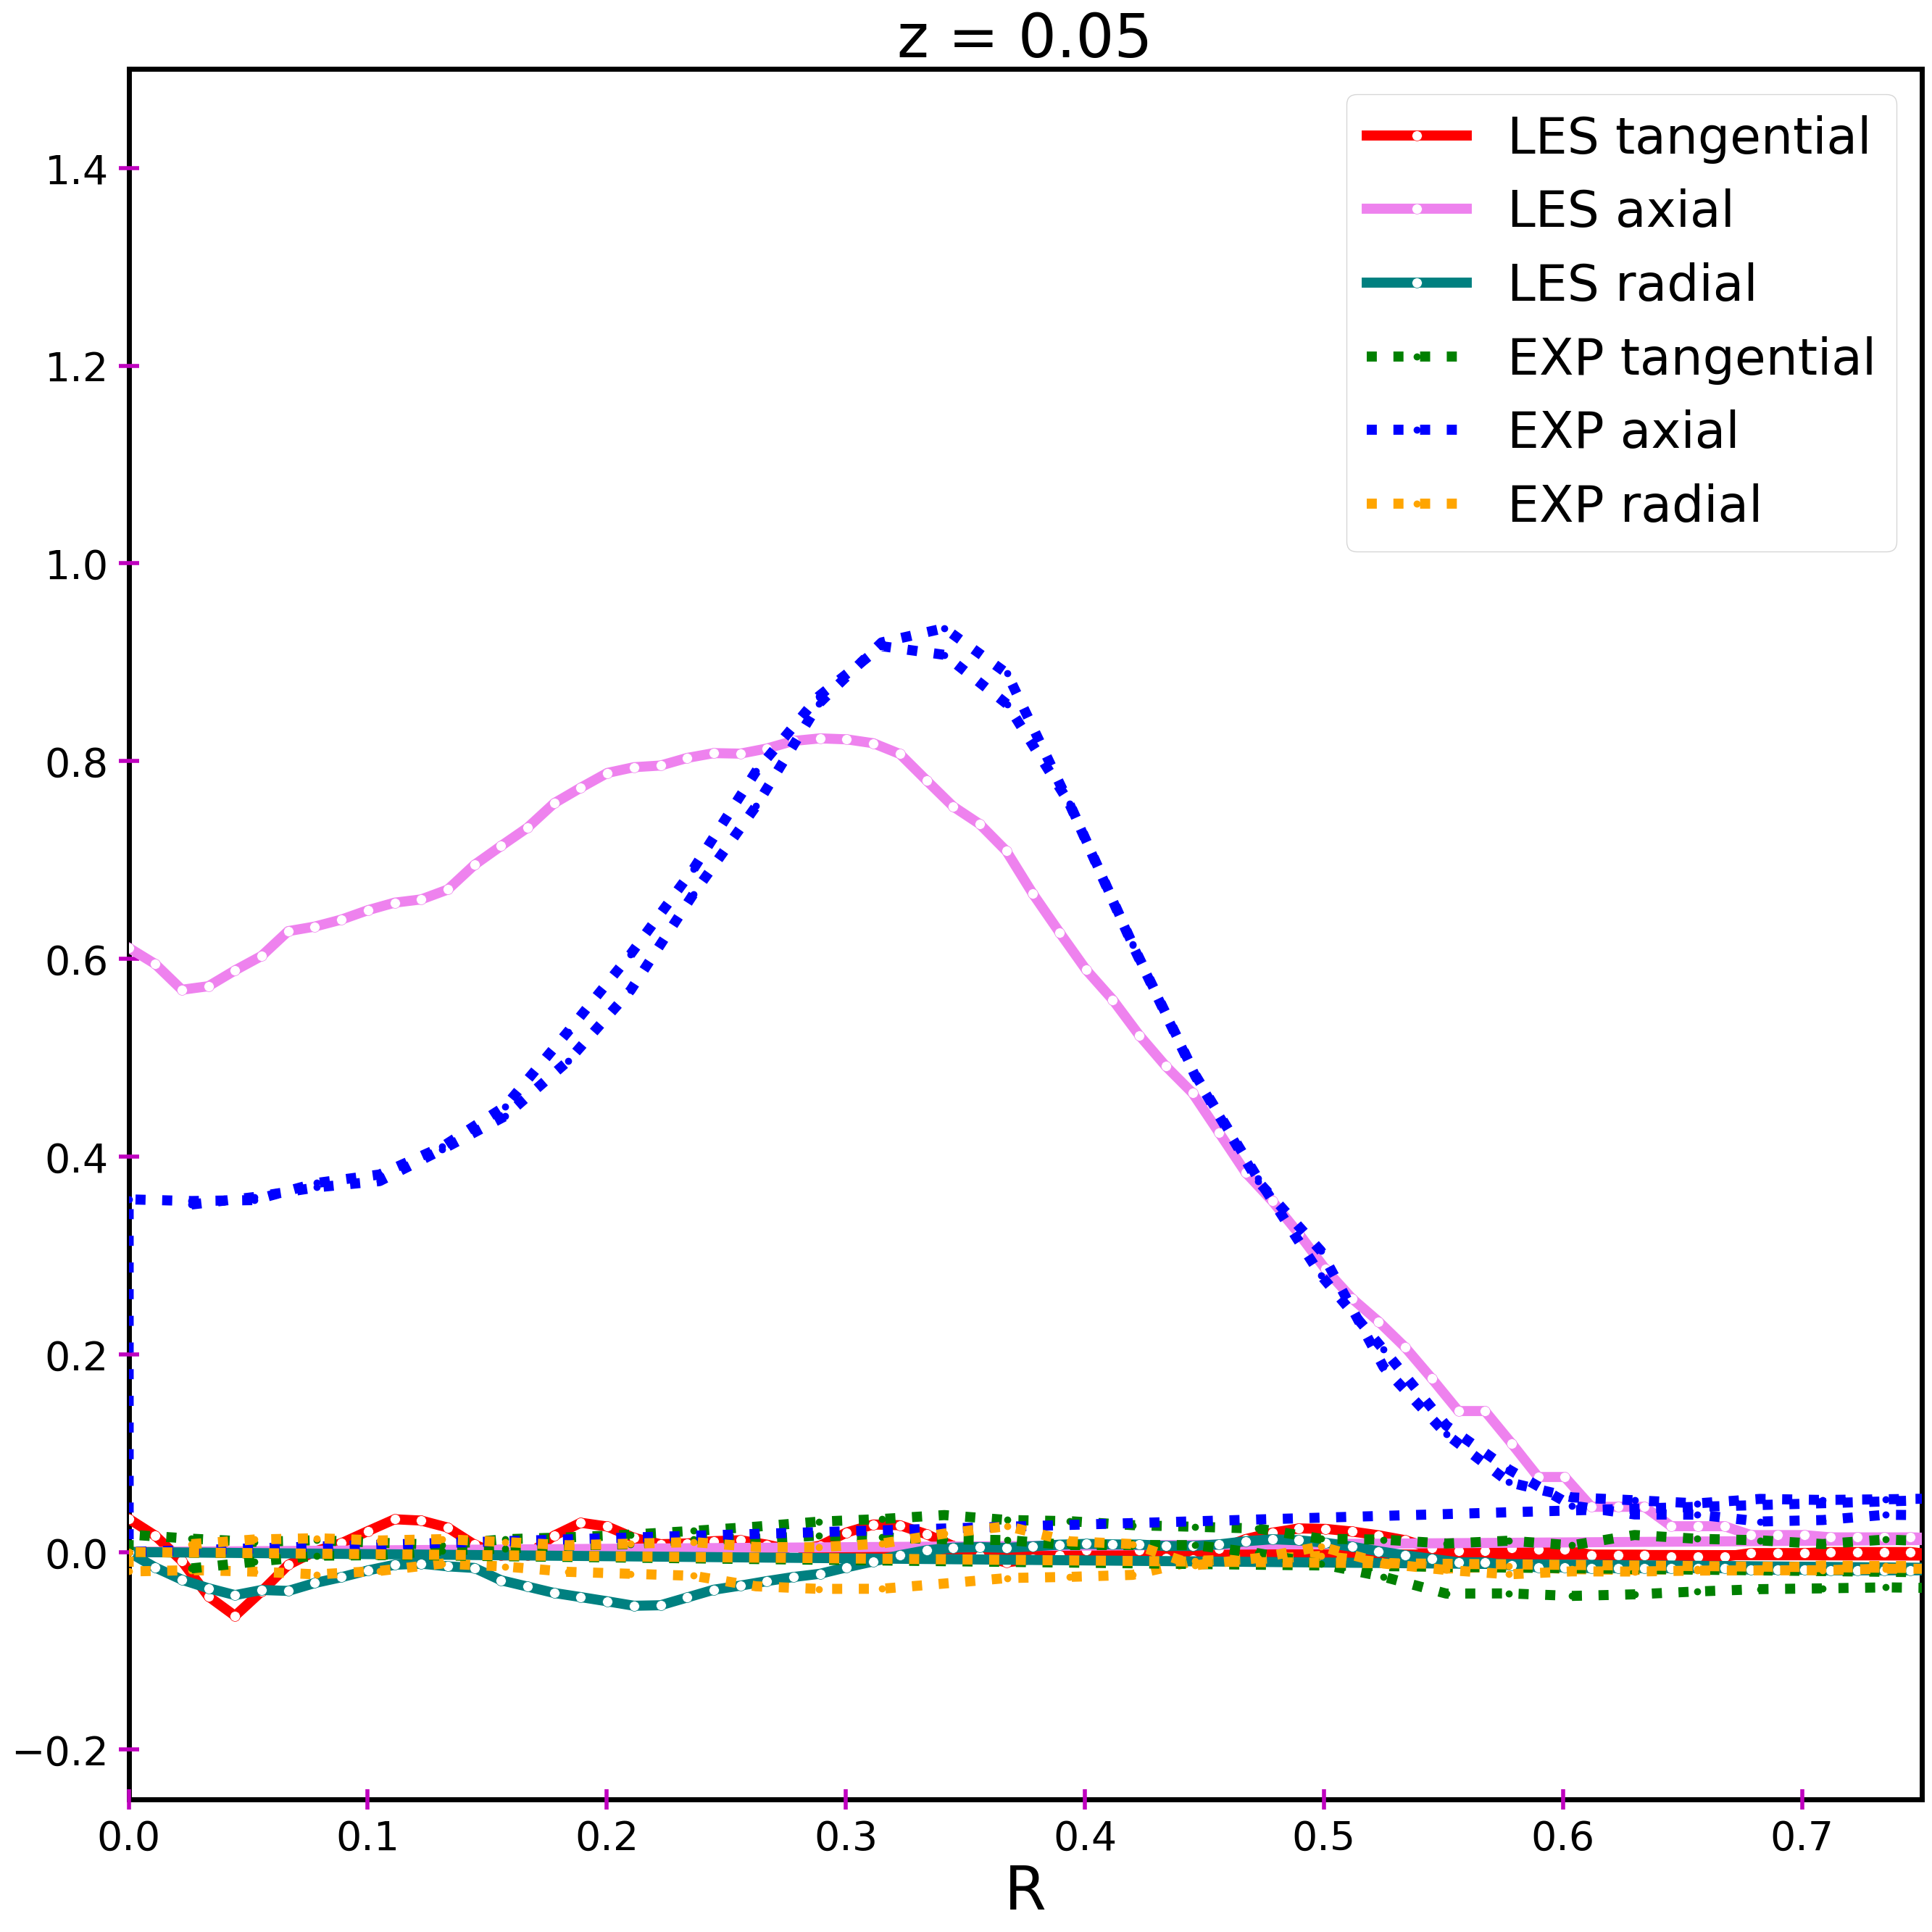 z = 0.05
LES tangential
LES axial
LES radial
EXP tangential
EXP axial
EXP radial
1.4
1.2
1.0
0.8
0.6
0.4
0.2
0.0
−0.2
0.0 0.1 0.2 0.3 0.4 0.5 0.6 0.7
R